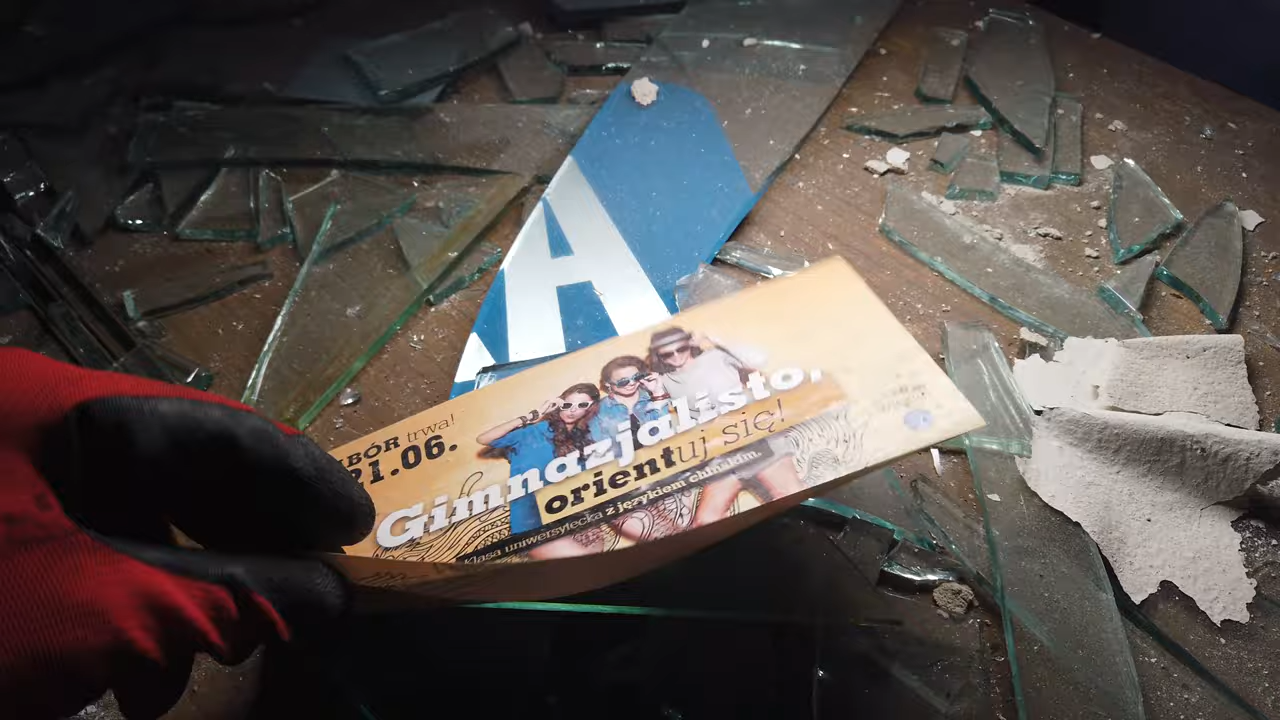 A
BÓR trwa!
21.06.
Gimnazjalisto,
orientuj się!
Klasa uniwersytecka z językiem chińskim.